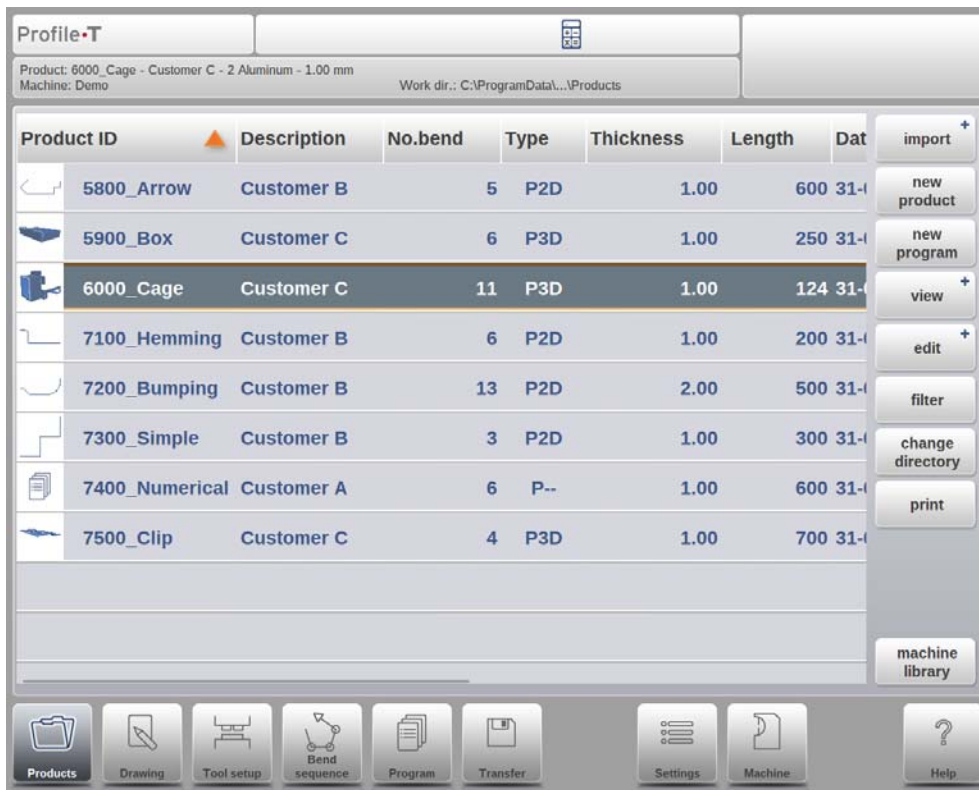 Profile-T
Product: 6000_Cage - Customer C - 2 Aluminum - 1.00 mm
Machine: Demo Work dir.: C:\ProgramData\...\Products
Product ID Description No.bend Type Thickness Length Dat
5800_Arrow Customer B 5 P2D 1.00 600 31-
5900_Box Customer C 6 P3D 1.00 250 31-
6000_Cage Customer C 11 P3D 1.00 124 31-
7100_Hemming Customer B 6 P2D 1.00 200 31-
7200_Bumping Customer B 13 P2D 2.00 500 31-
7300_Simple Customer B 3 P2D 1.00 300 31-
7400_Numerical Customer A 6 P-- 1.00 600 31-
7500_Clip Customer C 4 P3D 1.00 700 31-
import +
new
product
new
program
view +
edit +
filter
change
directory
print
machine
library
Products
Drawing
Tool setup
Bend
sequence
Program
Transfer
Settings
Machine
Help